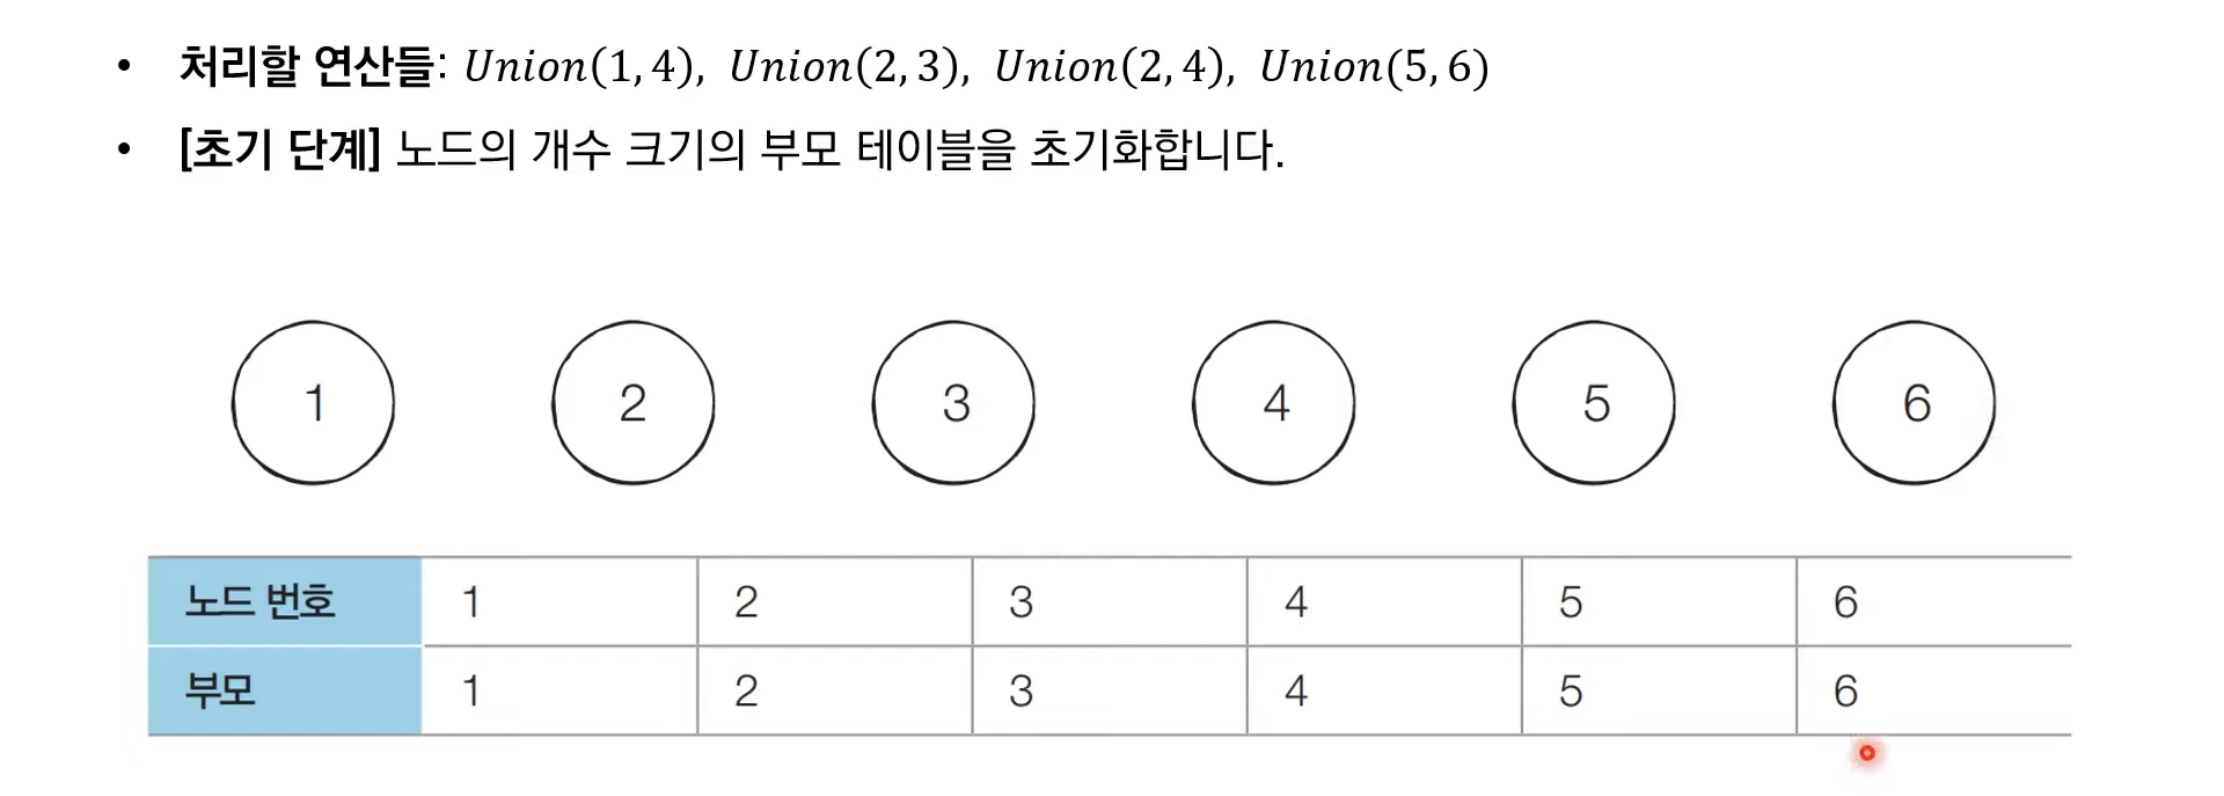 • 처리할 연산들: Union(1,4), Union(2,3), Union(2,4), Union(5,6)
• [초기 단계] 노드의 개수 크기의 부모 테이블을 초기화합니다.
1 2 3 4 5 6
노드 번호 1 2 3 4 5 6
부모 1 2 3 4 5 6